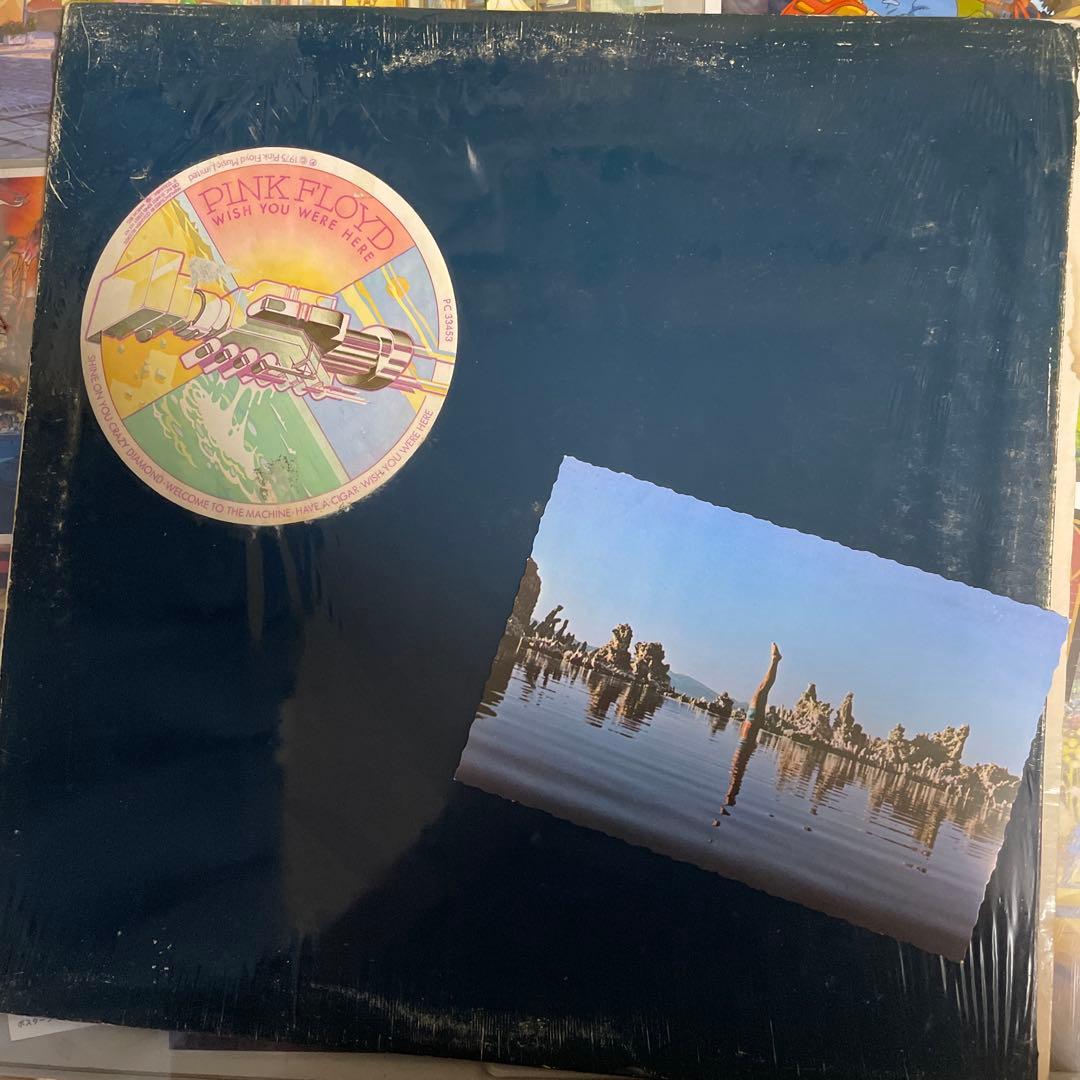 ℗ © 1975 Pink Floyd Music Limited
PINK FLOYD
WISH YOU WERE HERE
PC 33453
SHINE ON YOU CRAZY DIAMOND · WELCOME TO THE MACHINE · HAVE A CIGAR · WISH YOU WERE HERE